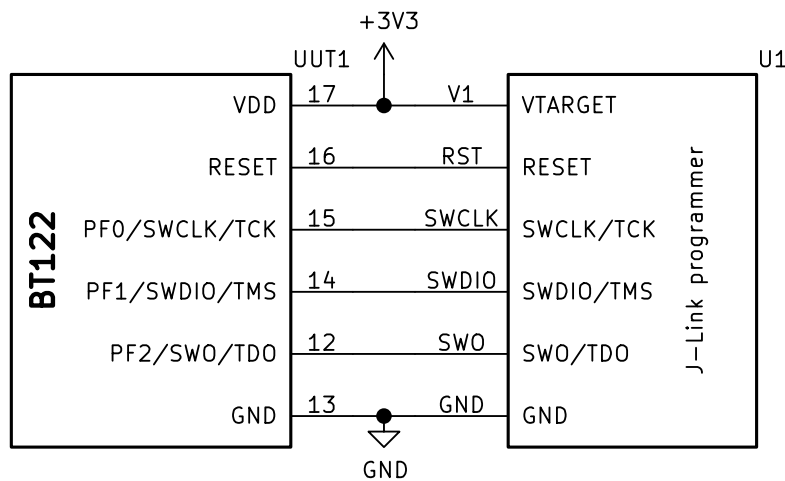 +3V3
UUT1
U1
VDD 17 V1 VTARGET
RESET 16 RST RESET
PF0/SWCLK/TCK 15 SWCLK SWCLK/TCK
PF1/SWDIO/TMS 14 SWDIO SWDIO/TMS
PF2/SWO/TDO 12 SWO SWO/TDO
GND 13 GND GND
BT122
J-Link programmer
GND